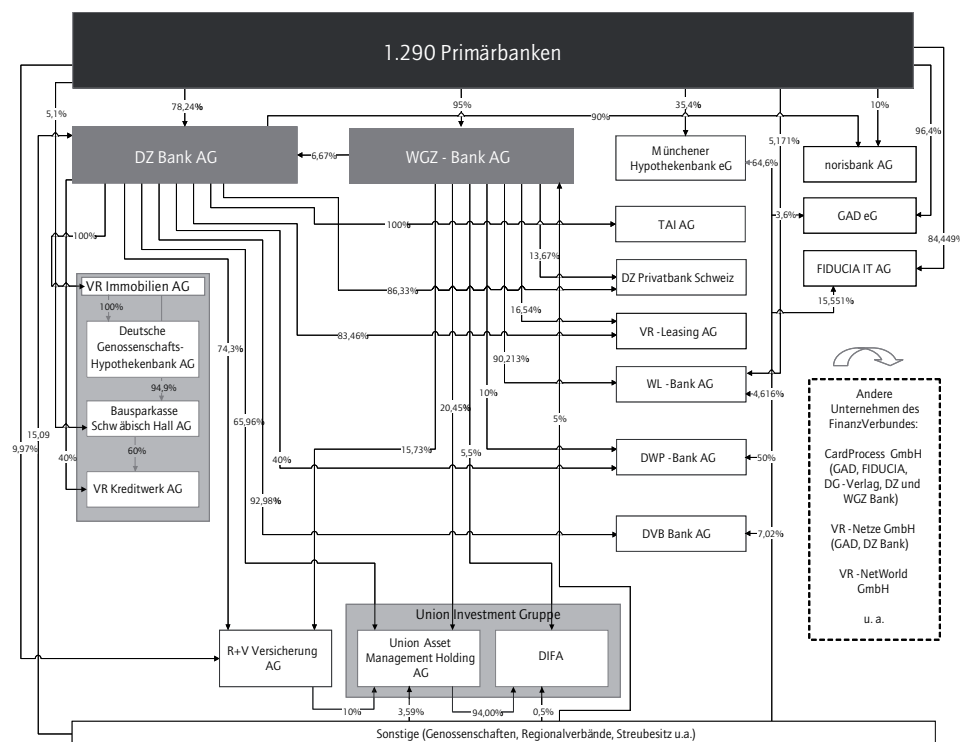 1.290 Primärbanken
5,1%
78,24%
95%
35,4%
10%
90%
5,171%
96,4%
DZ Bank AG
6,67%
WGZ - Bank AG
Münchener
Hypothekenbank eG
64,6%
norisbank AG
3,6%
GAD eG
100%
100%
TAI AG
84,449%
13,67%
FIDUCIA IT AG
VR Immobilien AG
86,33%
DZ Privatbank Schweiz
15,551%
100%
16,54%
Deutsche
Genossenschafts-
Hypothekenbank AG
74,3%
83,46%
VR -Leasing AG
90,213%
94,9%
10%
WL -Bank AG
4,616%
Bausparkasse
Schwäbisch Hall AG
65,96%
20,45%
5%
9,97%
15,09
40%
60%
40%
15,73%
5,5%
DWP -Bank AG
50%
VR Kreditwerk AG
92,98%
DVB Bank AG
7,02%
Andere
Unternehmen des
FinanzVerbundes:
CardProcess GmbH
(GAD, FIDUCIA,
DG -Verlag, DZ und
WGZ Bank)
VR -Netze GmbH
(GAD, DZ Bank)
VR -NetWorld
GmbH
u. a.
Union Investment Gruppe
R+V Versicherung
AG
Union Asset
Management Holding
AG
DIFA
10%
3,59%
94,00%
0,5%
Sonstige (Genossenschaften, Regionalverbände, Streubesitz u.a.)